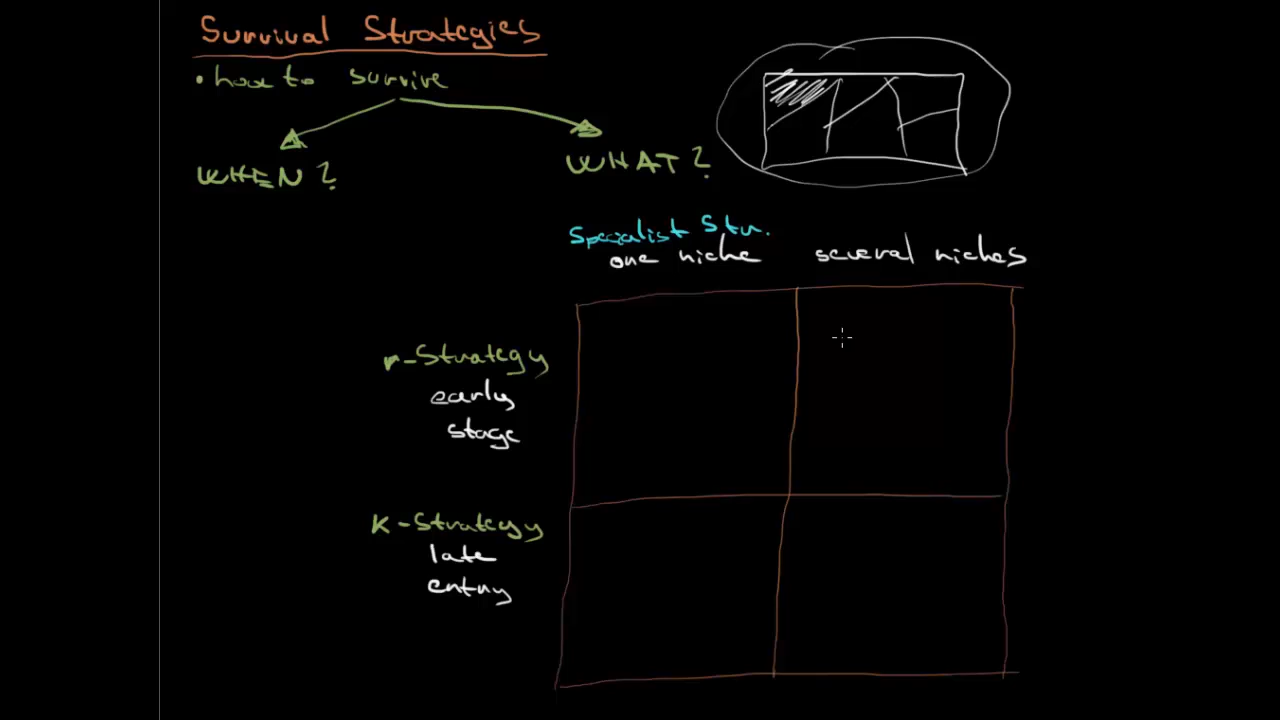 Survival Strategies
• how to survive
WHEN?
WHAT?
Specialist Str.
one niche
several niches
r-Strategy
early
stage
K-Strategy
late
entry